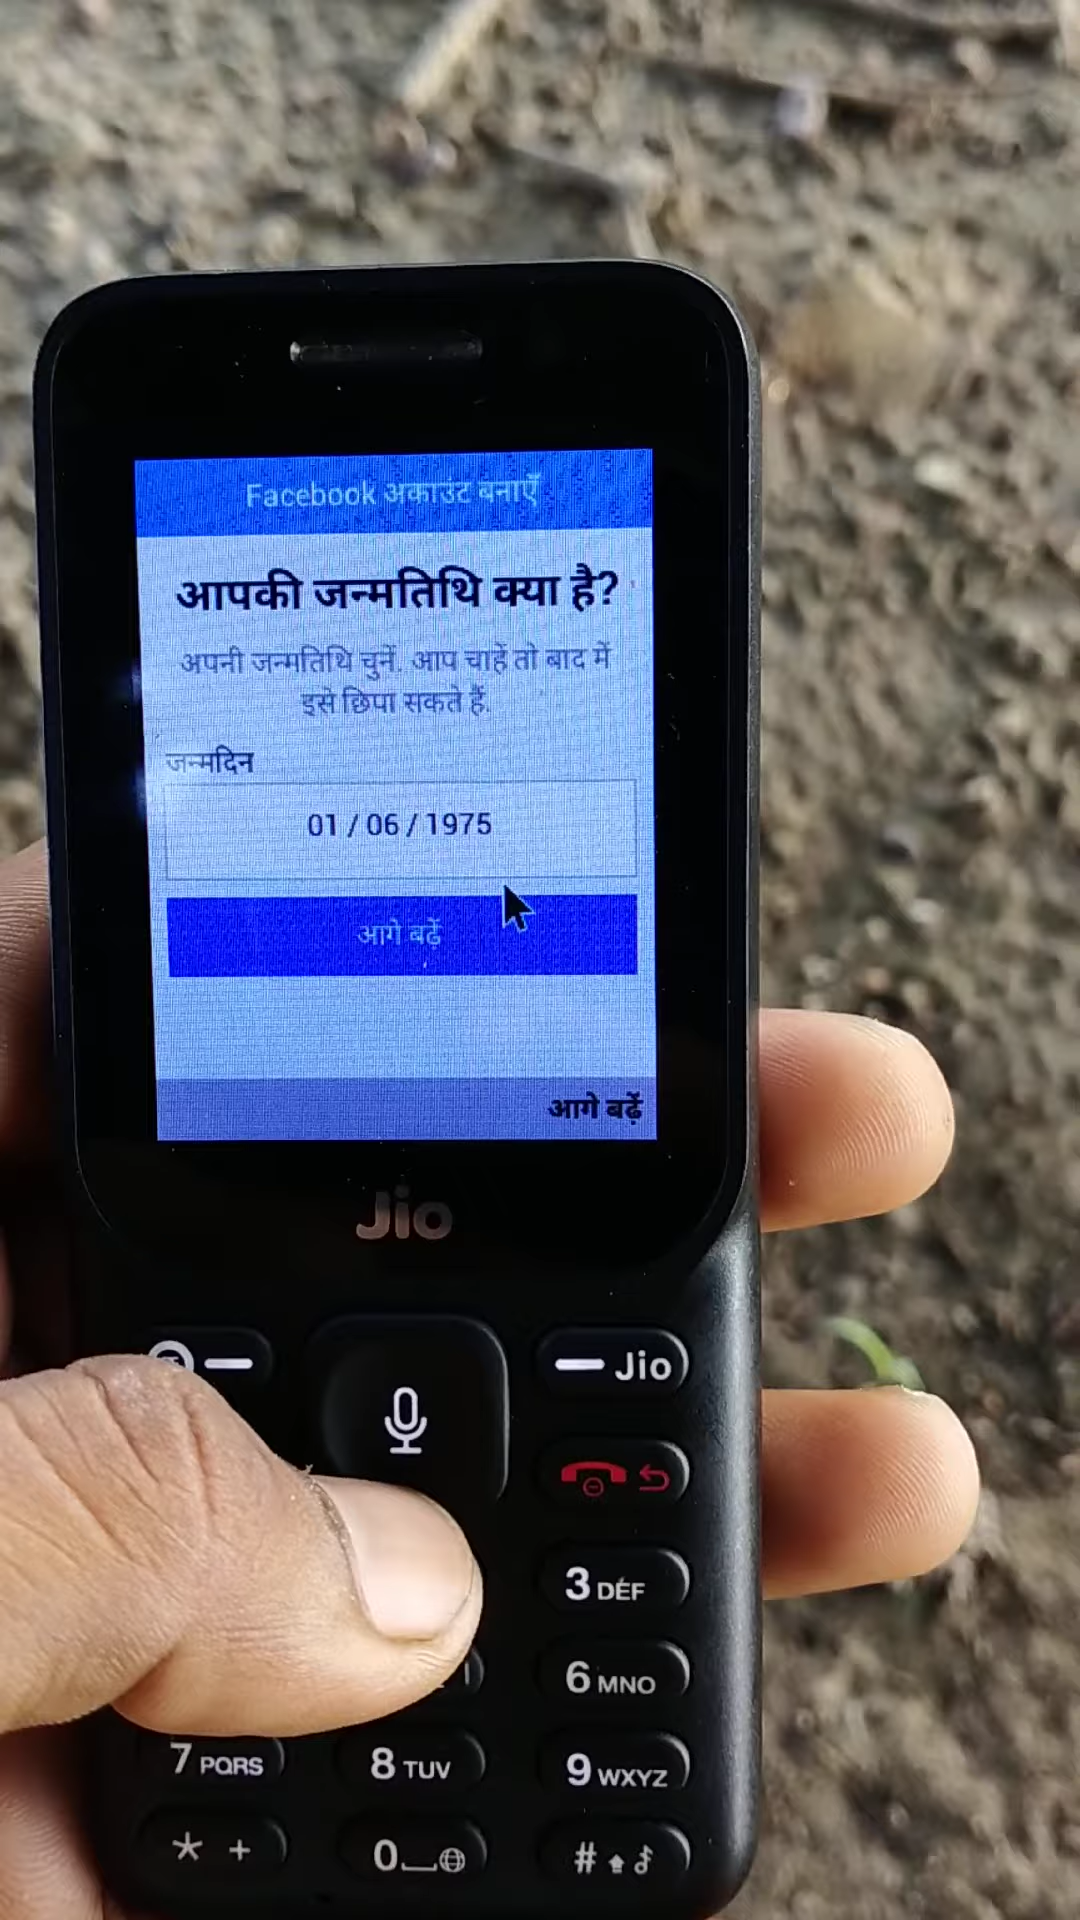 Facebook अकाउंट बनाएँ
आपकी जन्मतिथि क्या है?
अपनी जन्मतिथि चुनें. आप चाहें तो बाद में
इसे छिपा सकते हैं.
जन्मदिन
01 / 06 / 1975
आगे बढ़ें
आगे बढ़ें
Jio
Jio
3 DEF
6 MNO
7 PQRS 8 TUV 9 WXYZ
* + 0 #